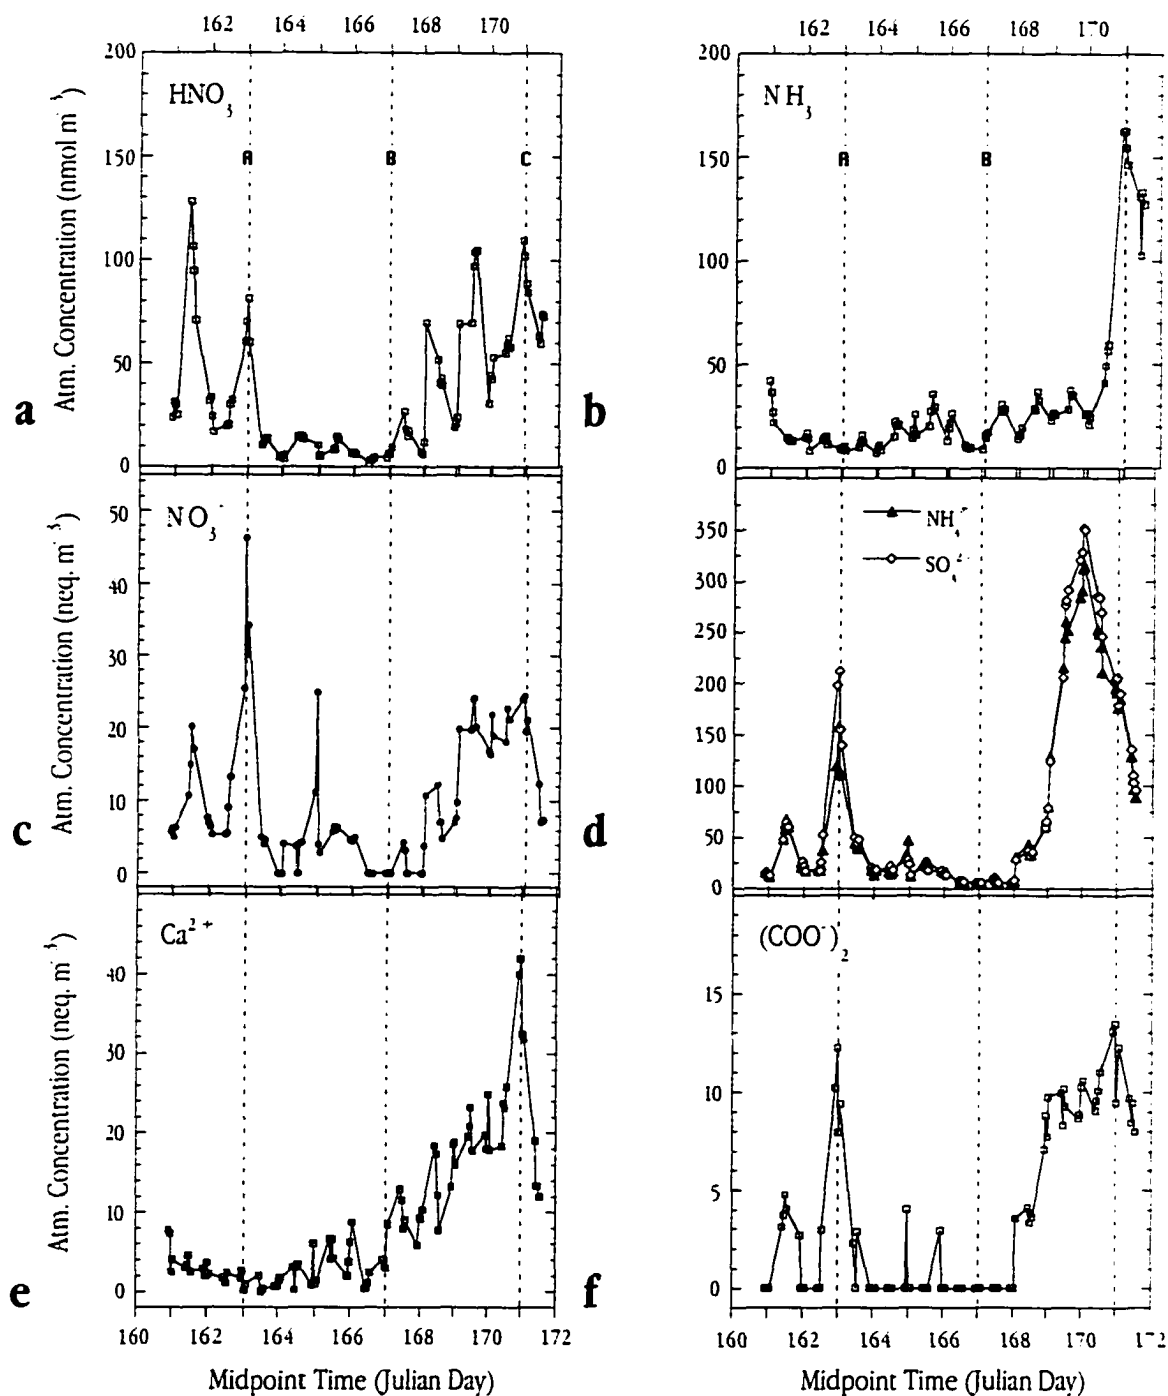 162 164 166 168 170
162 164 166 168 170
200
150
100
50
0
HNO3
A B C
Atm. Concentration (nmol m-3)
a
200
150
100
50
0
NH3
A B
b
50
40
30
20
10
0
NO3-
Atm. Concentration (neq. m-3)
c
350
300
250
200
150
100
50
0
NH4+
SO42-
d
40
30
20
10
0
Ca2+
Atm. Concentration (neq. m-3)
e
15
10
5
0
(COO-)2
f
160 162 164 166 168 170 172
160 162 164 166 168 170 172
Midpoint Time (Julian Day)
Midpoint Time (Julian Day)